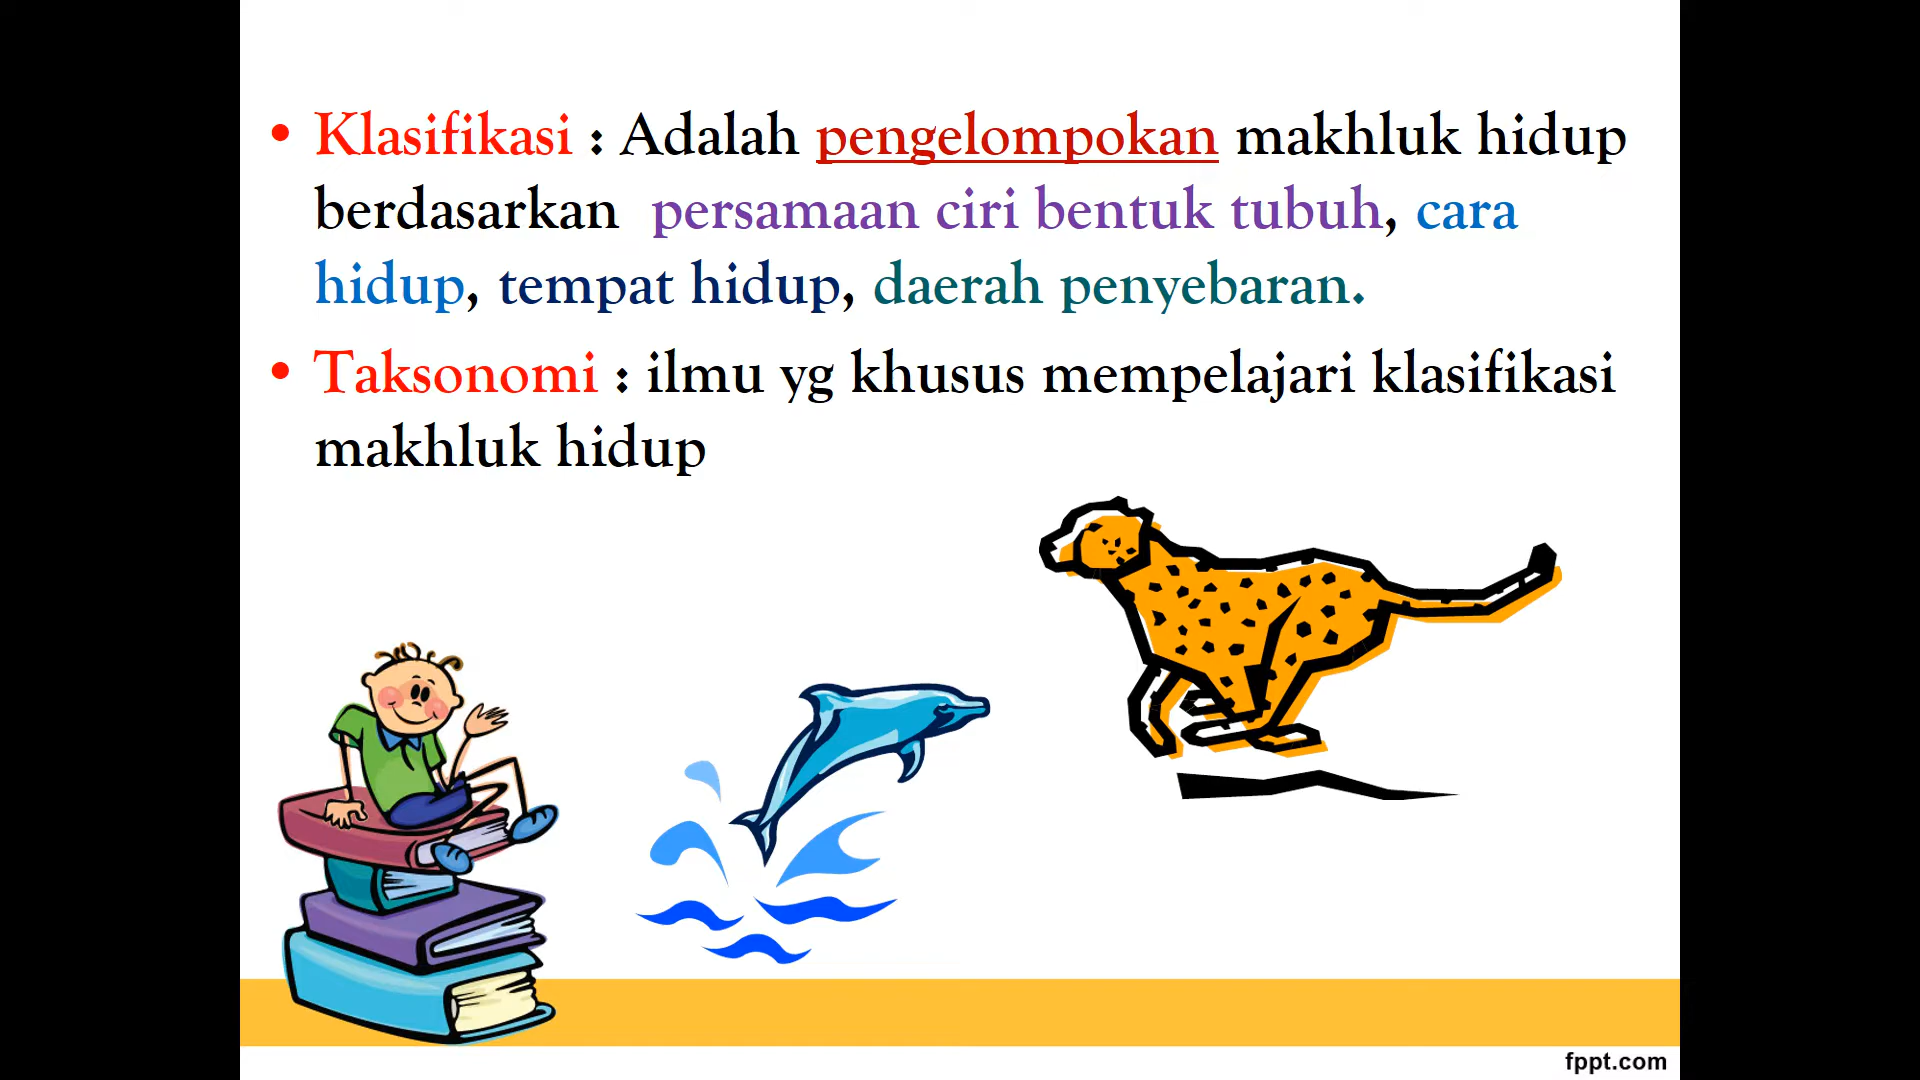 • Klasifikasi : Adalah pengelompokan makhluk hidup
berdasarkan persamaan ciri bentuk tubuh, cara
hidup, tempat hidup, daerah penyebaran.
• Taksonomi : ilmu yg khusus mempelajari klasifikasi
makhluk hidup
fppt.com